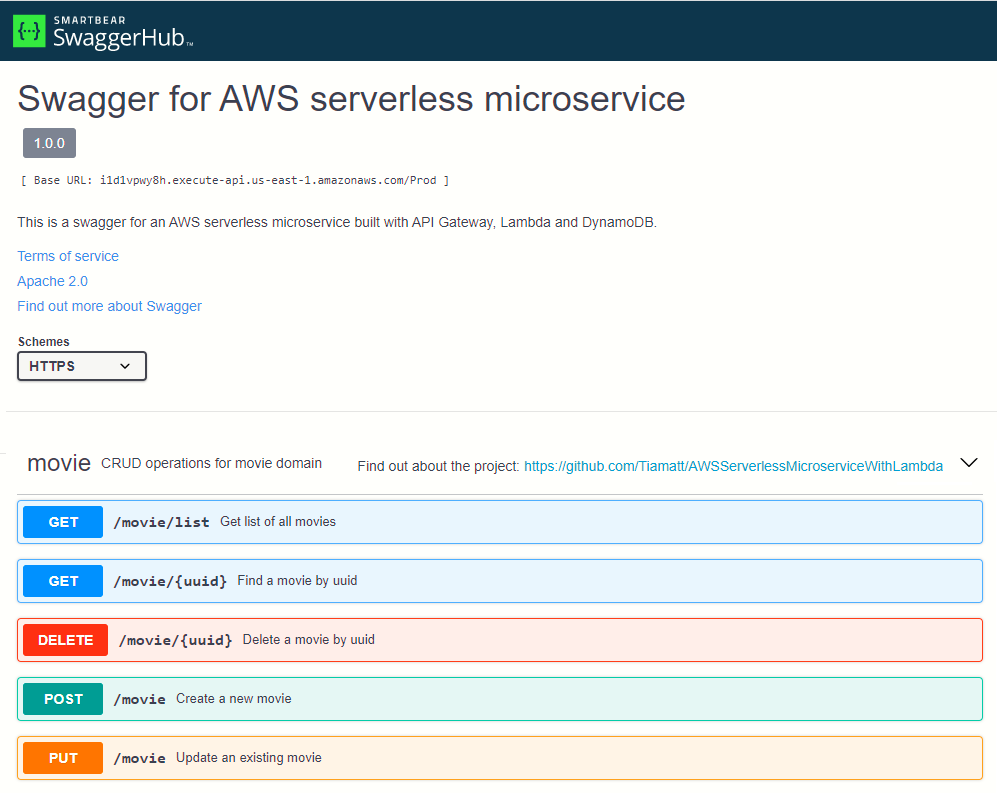 SMARTBEAR
SwaggerHub™
Swagger for AWS serverless microservice
1.0.0
[ Base URL: i1d1vpwy8h.execute-api.us-east-1.amazonaws.com/Prod ]
This is a swagger for an AWS serverless microservice built with API Gateway, Lambda and DynamoDB.
Terms of service
Apache 2.0
Find out more about Swagger
Schemes
HTTPS
movie CRUD operations for movie domain Find out about the project: https://github.com/Tiamatt/AWSServerlessMicroserviceWithLambda
GET /movie/list Get list of all movies
GET /movie/{uuid} Find a movie by uuid
DELETE /movie/{uuid} Delete a movie by uuid
POST /movie Create a new movie
PUT /movie Update an existing movie